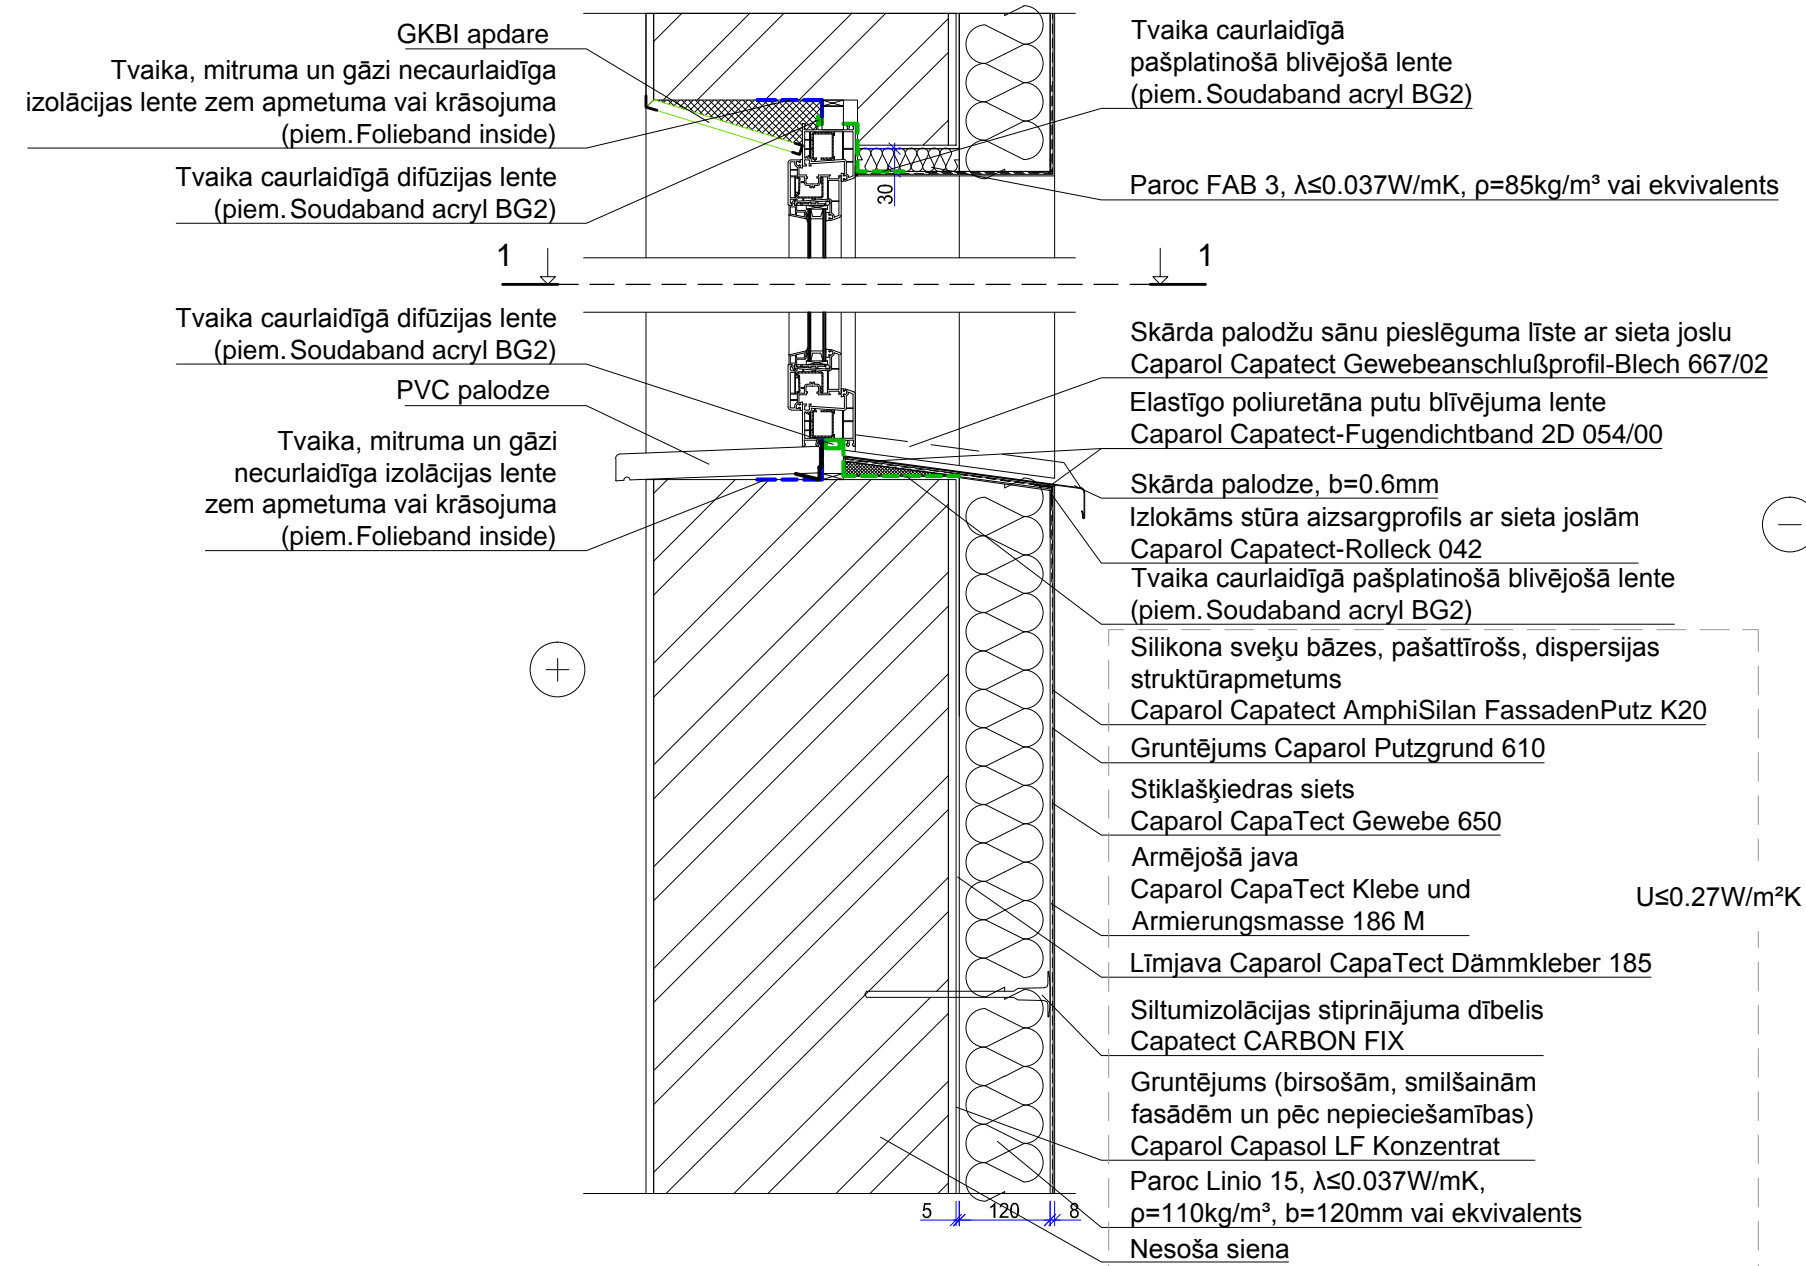 GKBI apdare
Tvaika, mitruma un gāzi necaurlaidīga
izolācijas lente zem apmetuma vai krāsojuma
(piem.Folieband inside)
Tvaika caurlaidīgā difūzijas lente
(piem.Soudaband acryl BG2)
Tvaika caurlaidīgā
pašplatinošā blivējošā lente
(piem.Soudaband acryl BG2)
Paroc FAB 3, λ≤0.037W/mK, ρ=85kg/m³ vai ekvivalents
30
1
1
Tvaika caurlaidīgā difūzijas lente
(piem.Soudaband acryl BG2)
PVC palodze
Tvaika, mitruma un gāzi
necurlaidīga izolācijas lente
zem apmetuma vai krāsojuma
(piem.Folieband inside)
Skārda palodžu sānu pieslēguma līste ar sieta joslu
Caparol Capatect Gewebeanschlußprofil-Blech 667/02
Elastīgo poliuretāna putu blīvējuma lente
Caparol Capatect-Fugendichtband 2D 054/00
Skārda palodze, b=0.6mm
Izlokāms stūra aizsargprofils ar sieta joslām
Caparol Capatect-Rolleck 042
Tvaika caurlaidīgā pašplatinošā blivējošā lente
(piem.Soudaband acryl BG2)
Silikona sveķu bāzes, pašattīrošs, dispersijas
struktūrapmetums
Caparol Capatect AmphiSilan FassadenPutz K20
Gruntējums Caparol Putzgrund 610
Stiklašķiedras siets
Caparol CapaTect Gewebe 650
Armējošā java
Caparol CapaTect Klebe und
Armierungsmasse 186 M
U≤0.27W/m²K
Līmjava Caparol CapaTect Dämmkleber 185
Siltumizolācijas stiprinājuma dībelis
Capatect CARBON FIX
Gruntējums (birsošām, smilšainām
fasādēm un pēc nepieciešamības)
Caparol Capasol LF Konzentrat
Paroc Linio 15, λ≤0.037W/mK,
ρ=110kg/m³, b=120mm vai ekvivalents
Nesoša siena
5 120 8